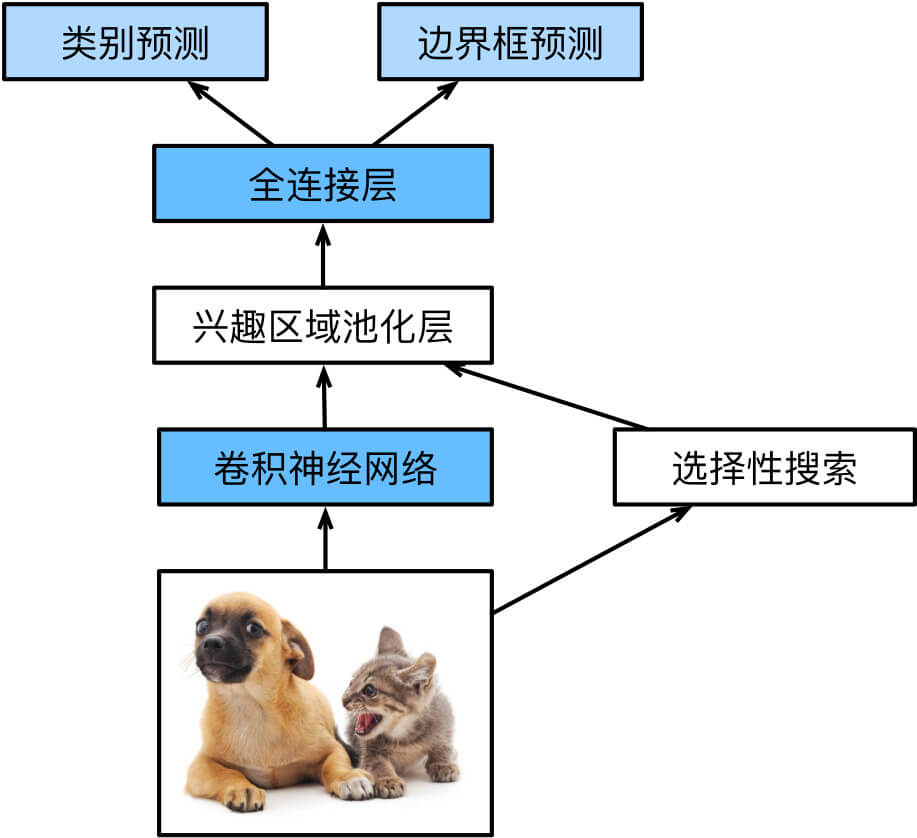 类别预测
边界框预测
全连接层
兴趣区域池化层
卷积神经网络
选择性搜索